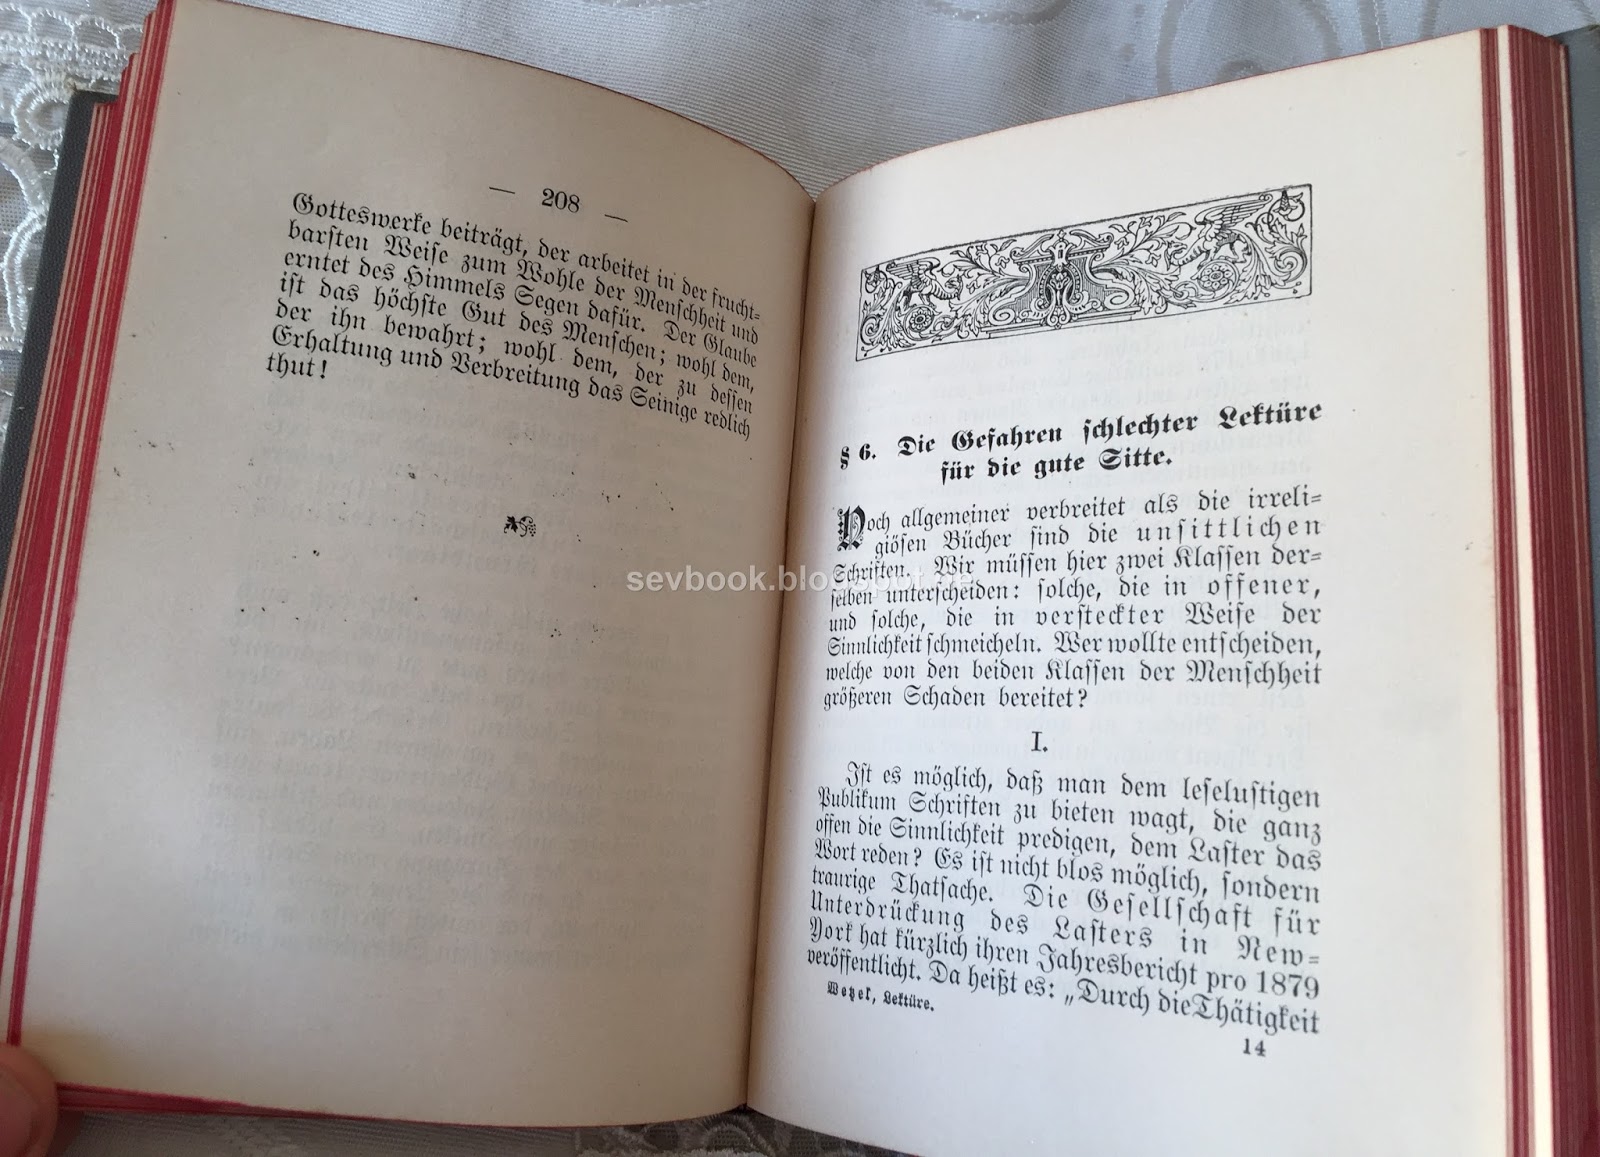 — 208 —
Gotteswerke beiträgt, der arbeitet in der frucht-
barsten Weise zum Wohle der Menschheit und
erntet des Himmels Segen dafür. Der Glaube
ist das höchste Gut des Menschen; wohl dem,
der ihn bewahrt; wohl dem, der zu dessen
Erhaltung und Verbreitung das Seinige redlich
thut!
§ 6. Die Gefahren schlechter Lektüre
für die gute Sitte.
Noch allgemeiner verbreitet als die irreli-
giösen Bücher sind die unsittlichen
Schriften. Wir müssen hier zwei Klassen der-
selben unterscheiden: solche, die in offener,
und solche, die in versteckter Weise der
Sinnlichkeit schmeicheln. Wer wollte entscheiden,
welche von den beiden Klassen der Menschheit
größeren Schaden bereitet?
I.
Ist es möglich, daß man dem leselustigen
Publikum Schriften zu bieten wagt, die ganz
offen die Sinnlichkeit predigen, dem Laster das
Wort reden? Es ist nicht blos möglich, sondern
traurige Thatsache. Die Gesellschaft für
Unterdrückung des Lasters in New-
York hat kürzlich ihren Jahresbericht pro 1879
veröffentlicht. Da heißt es: „Durch die Thätigkeit
Wetzel, Lektüre.
14
sevbook.blogspot.de